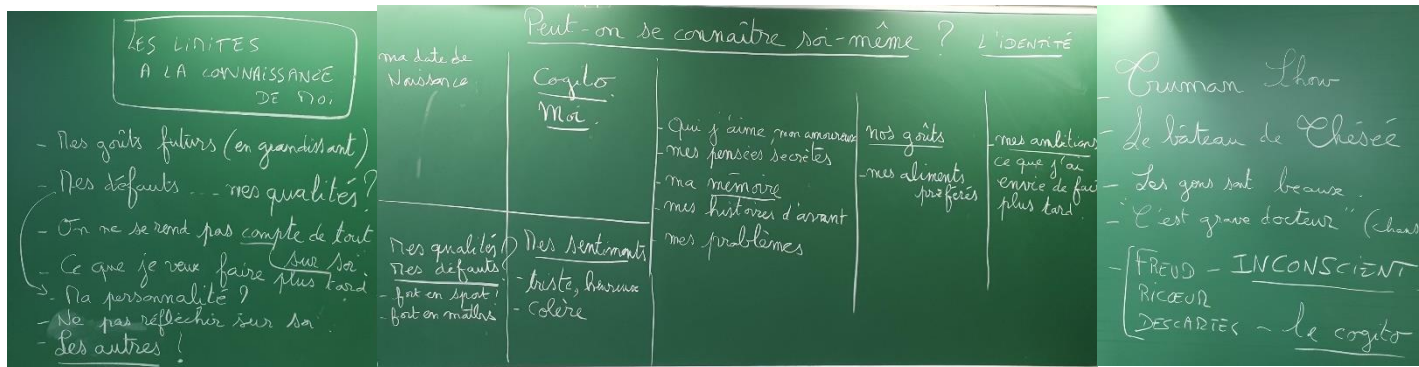 LES LIMITES
A LA CONNAISSANCE
DE MOI
- Mes goûts futurs (en grandissant)
- Mes défauts ... mes qualités ?
- On ne se rend pas compte de tout
sur soi.
- Ce que je veux faire plus tard
- Ma personnalité ?
- Ne pas réfléchir sur soi.
- Les autres !
Peut-on se connaître soi-même ? L'IDENTITÉ
ma date de
Naissance
Cogito
Moi.
- Qui j'aime mon amoureux
- mes pensées secrètes
- ma mémoire
- mes histoires d'avant
- mes problèmes
nos goûts
- mes aliments
préférés
mes ambitions
ce que j'ai
envie de fai
plus tard.
Mes qualités ?
Mes défauts ?
- fort en sport !
- fort en maths
Mes sentiments
- triste, heureux
- colère
- Truman Show
- Le bâteau de Thésée
- Les gens sont beaux.
- "C'est grave docteur" (chans
- FREUD - INCONSCIENT
RICŒUR
DESCARTES - le cogito